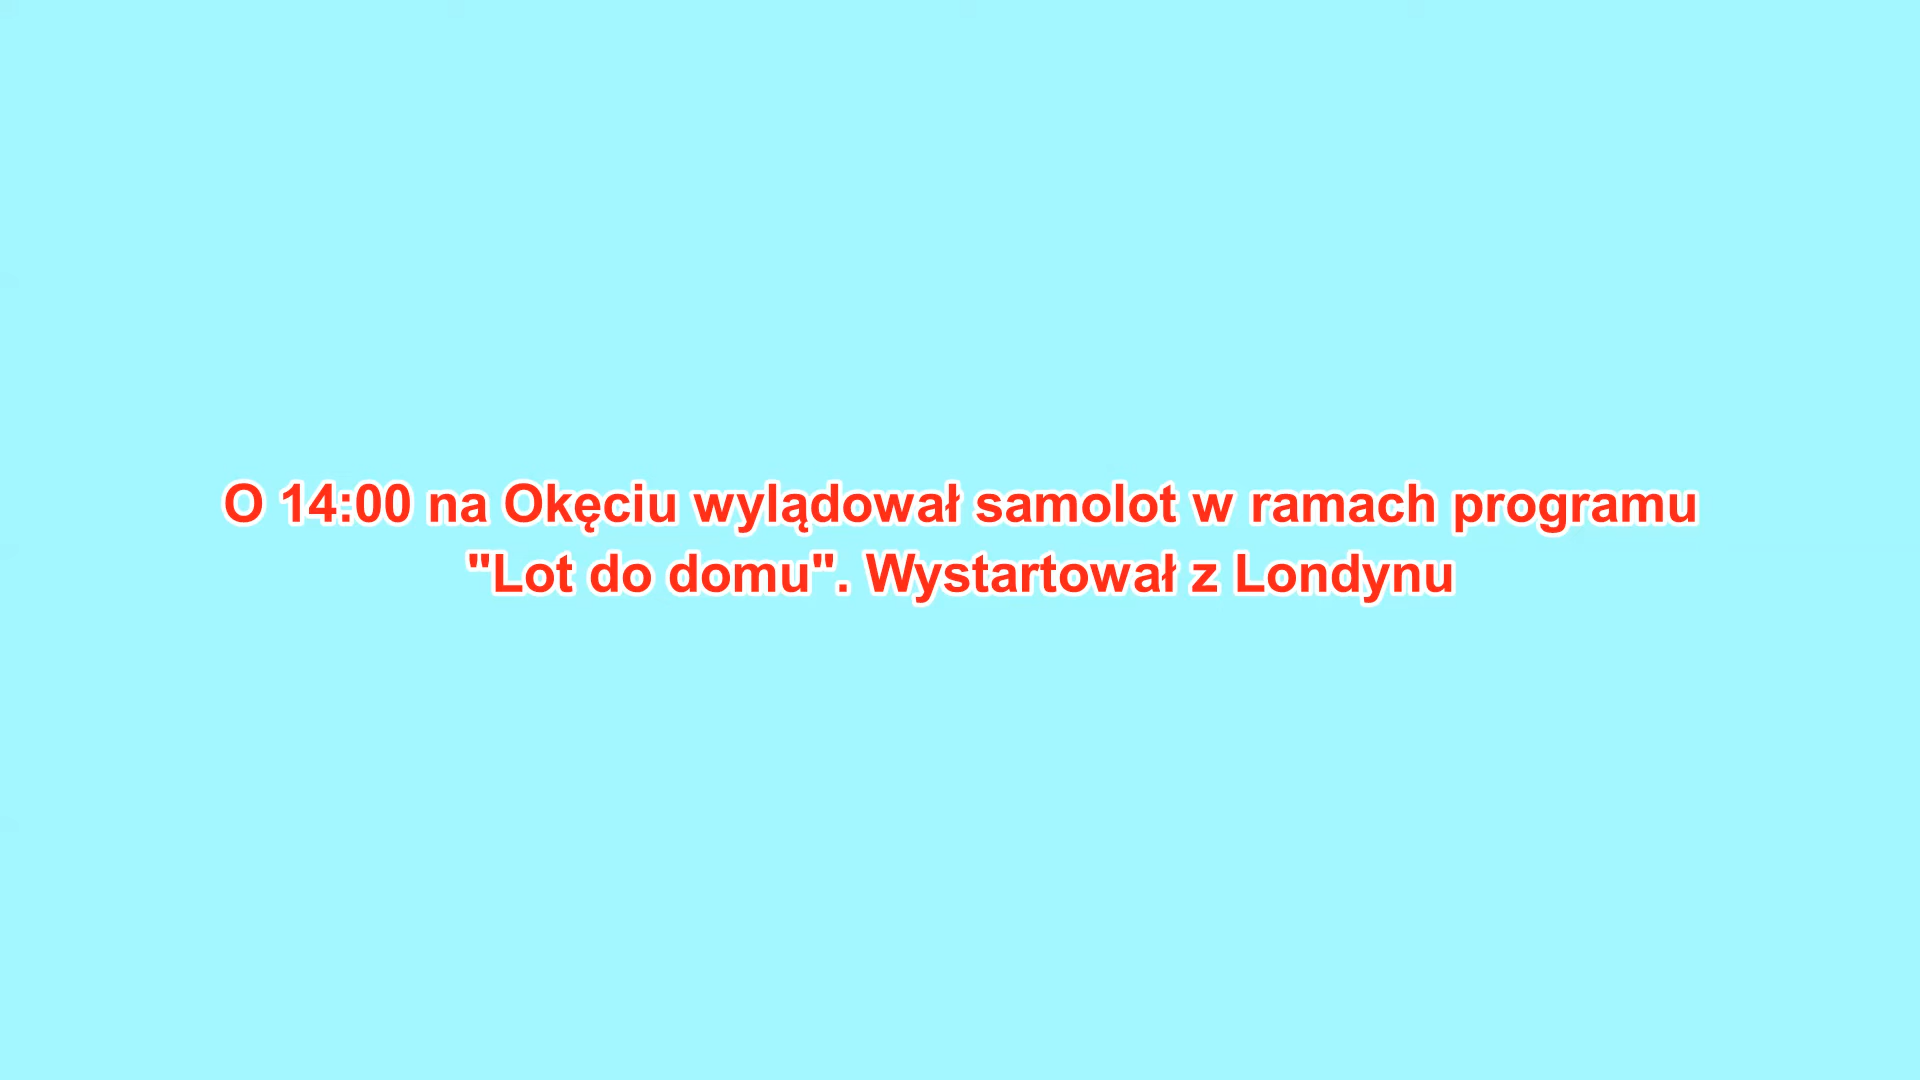 O 14:00 na Okęciu wylądował samolot w ramach programu
"Lot do domu". Wystartował z Londynu